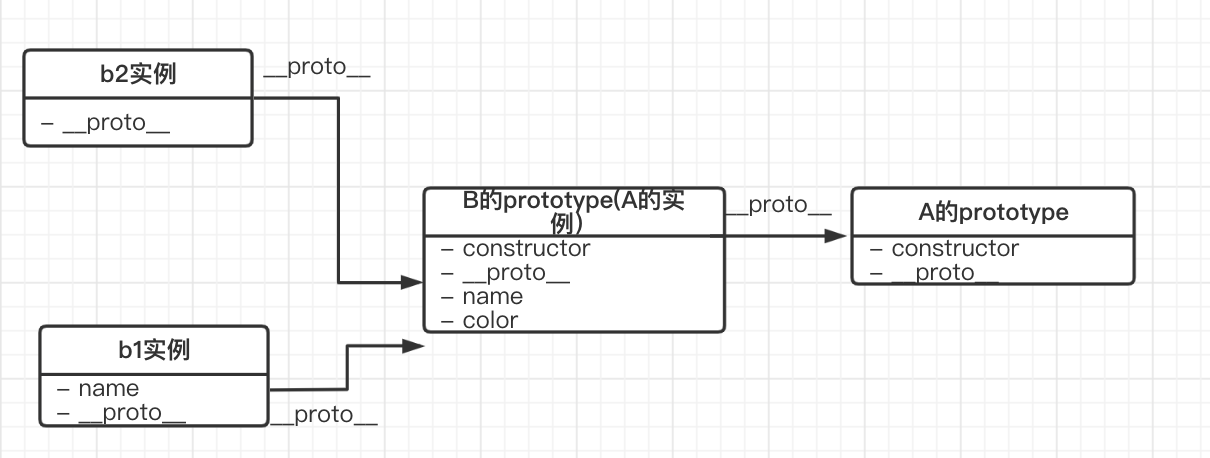 b2实例
__proto__
– __proto__
B的prototype(A的实
例)
– constructor
– __proto__
– name
– color
__proto__
A的prototype
– constructor
– __proto__
b1实例
– name
– __proto__
__proto__